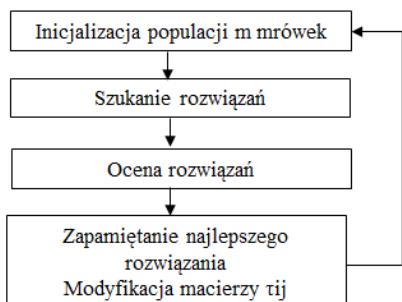 Inicjalizacja populacji m mrówek
Szukanie rozwiązań
Ocena rozwiązań
Zapamiętanie najlepszego
rozwiązania
Modyfikacja macierzy τij